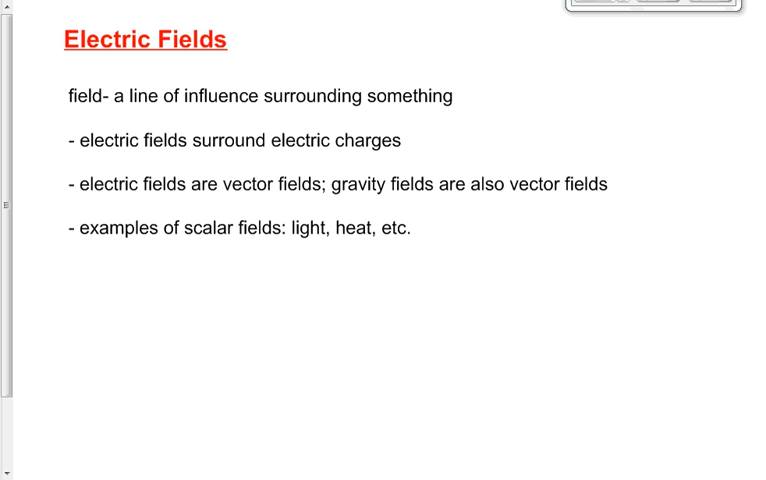 Electric Fields
field- a line of influence surrounding something
- electric fields surround electric charges
- electric fields are vector fields; gravity fields are also vector fields
- examples of scalar fields: light, heat, etc.